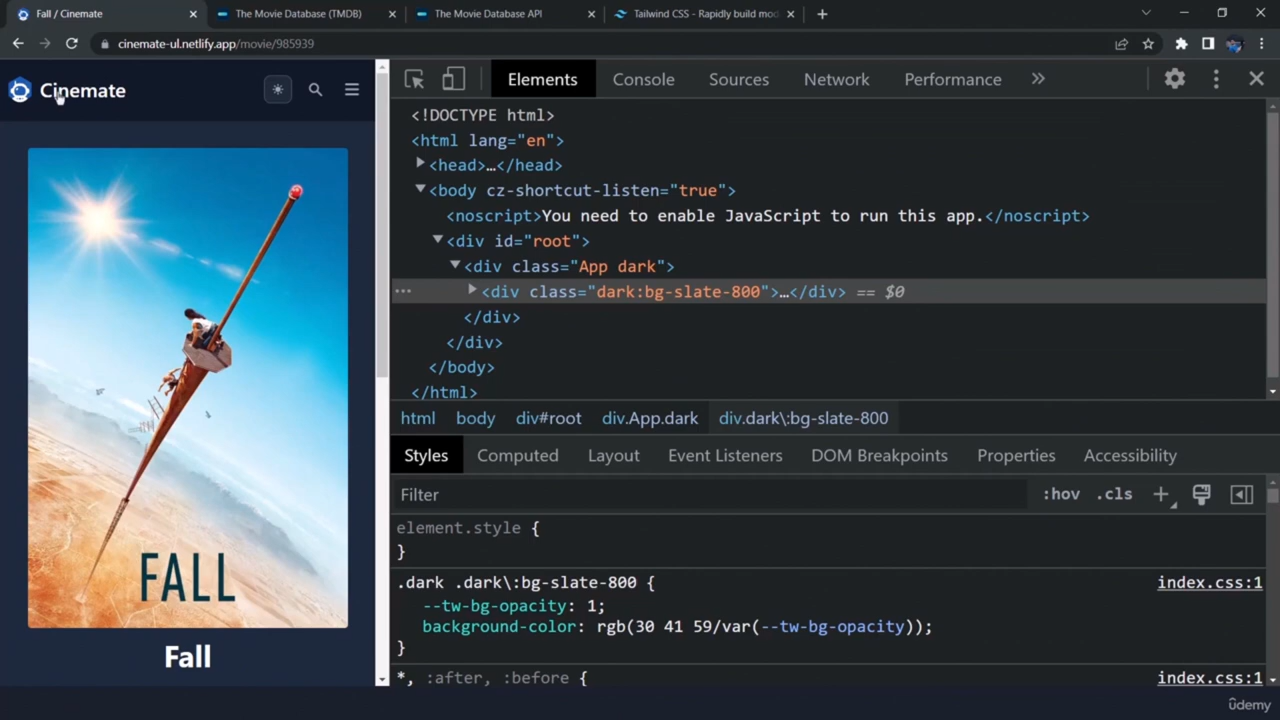 Fall / Cinemate
The Movie Database (TMDB)
The Movie Database API
Tailwind CSS - Rapidly build mod
cinemate-ul.netlify.app/movie/985939
Cinemate
FALL
Fall
Elements Console Sources Network Performance »
<!DOCTYPE html>
<html lang="en">
<head>…</head>
<body cz-shortcut-listen="true">
<noscript>You need to enable JavaScript to run this app.</noscript>
<div id="root">
<div class="App dark">
<div class="dark:bg-slate-800">…</div> == $0
</div>
</div>
</body>
</html>
html body div#root div.App.dark div.dark\:bg-slate-800
Styles Computed Layout Event Listeners DOM Breakpoints Properties Accessibility
Filter :hov .cls +
element.style {
}
.dark .dark\:bg-slate-800 { index.css:1
--tw-bg-opacity: 1;
background-color: rgb(30 41 59/var(--tw-bg-opacity));
}
*, :after, :before { index.css:1
ûdemy